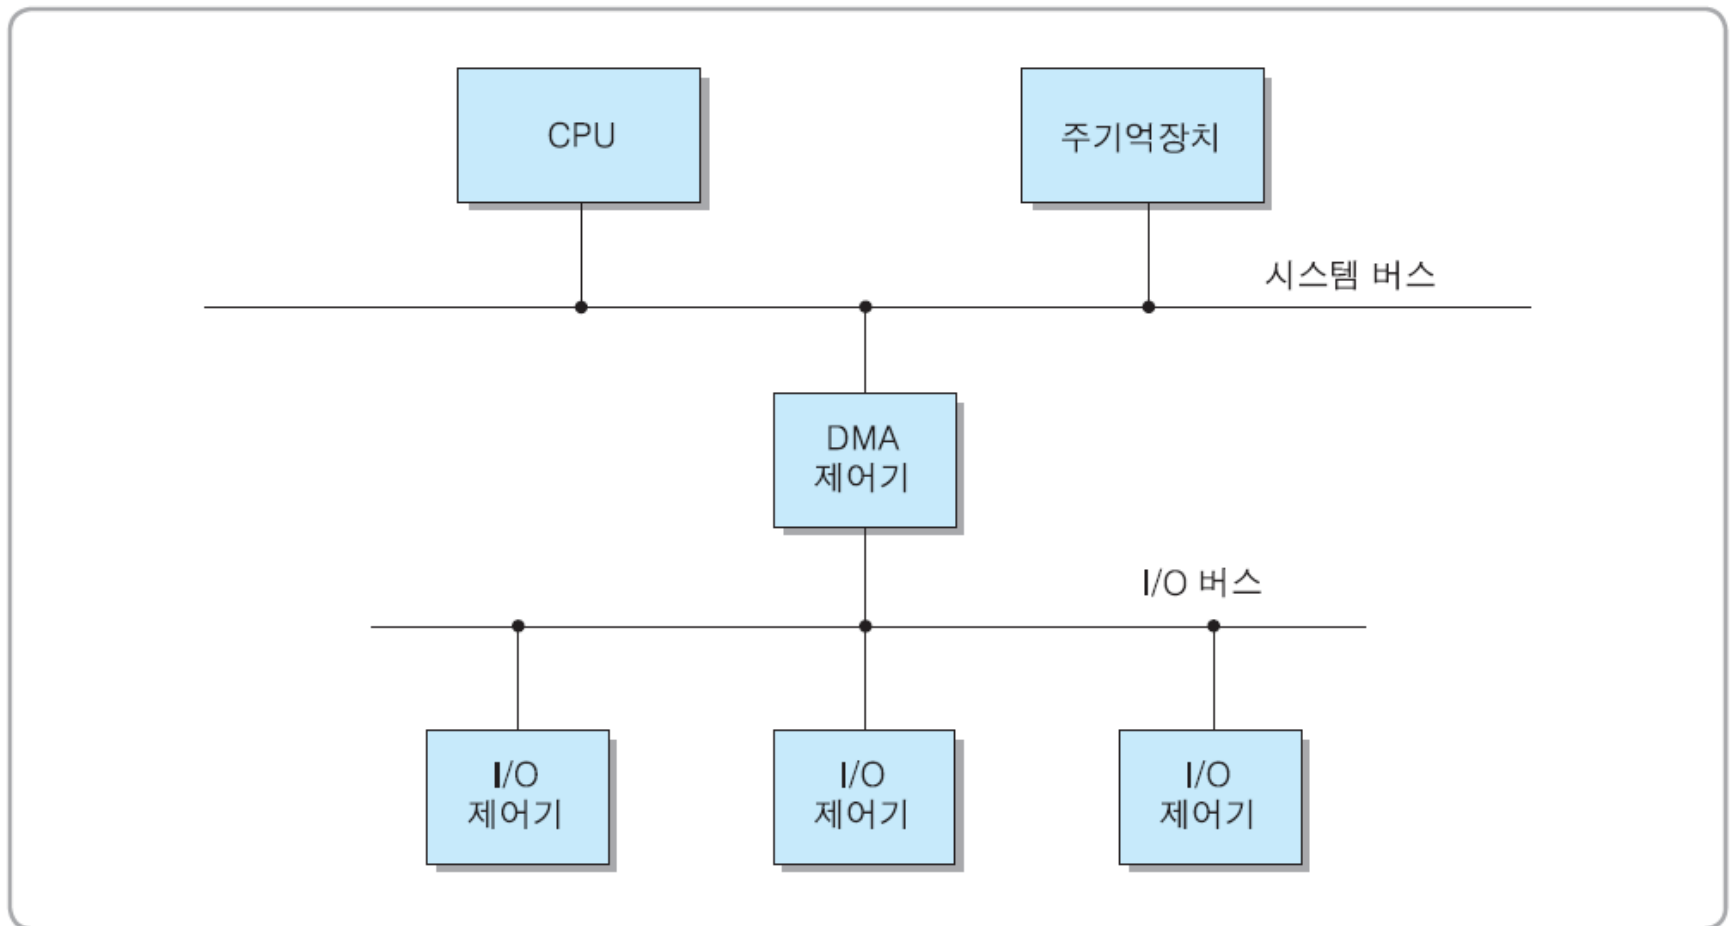 CPU
주기억장치
시스템 버스
DMA
제어기
I/O 버스
I/O
제어기
I/O
제어기
I/O
제어기